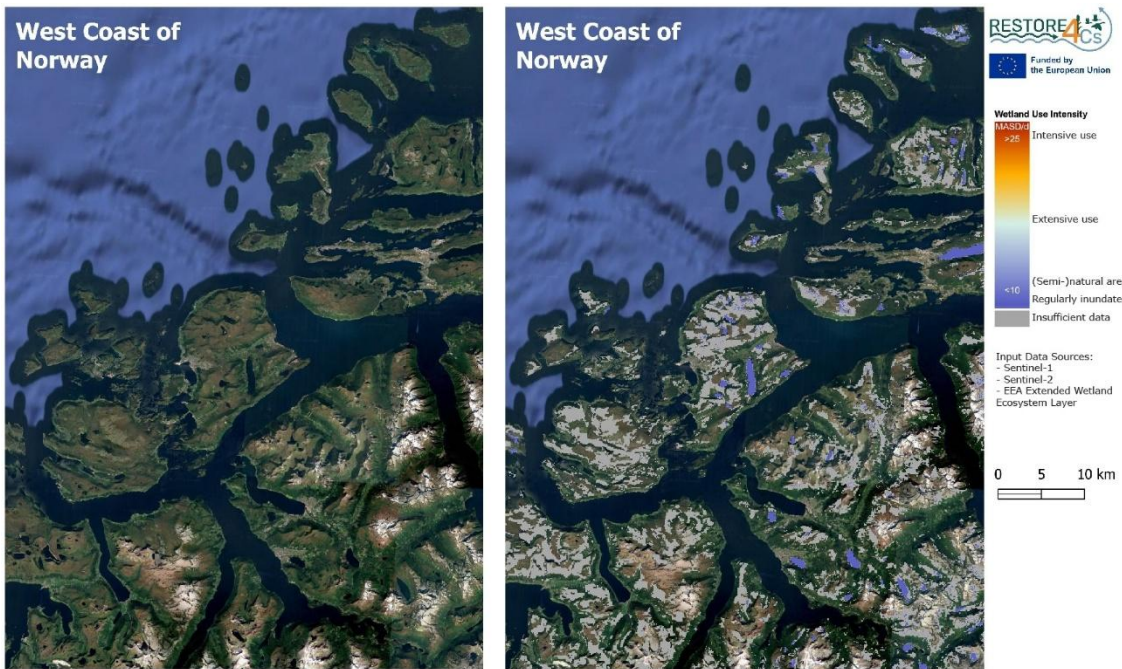 West Coast of
Norway
West Coast of
Norway
RESTORE4Cs
Funded by
the European Union
Wetland Use Intensity
MASD/d
>25
Intensive use
Extensive use
(Semi-)natural are
<10
Regularly inundate
Insufficient data
Input Data Sources:
- Sentinel-1
- Sentinel-2
- EEA Extended Wetland
Ecosystem Layer
0 5 10 km